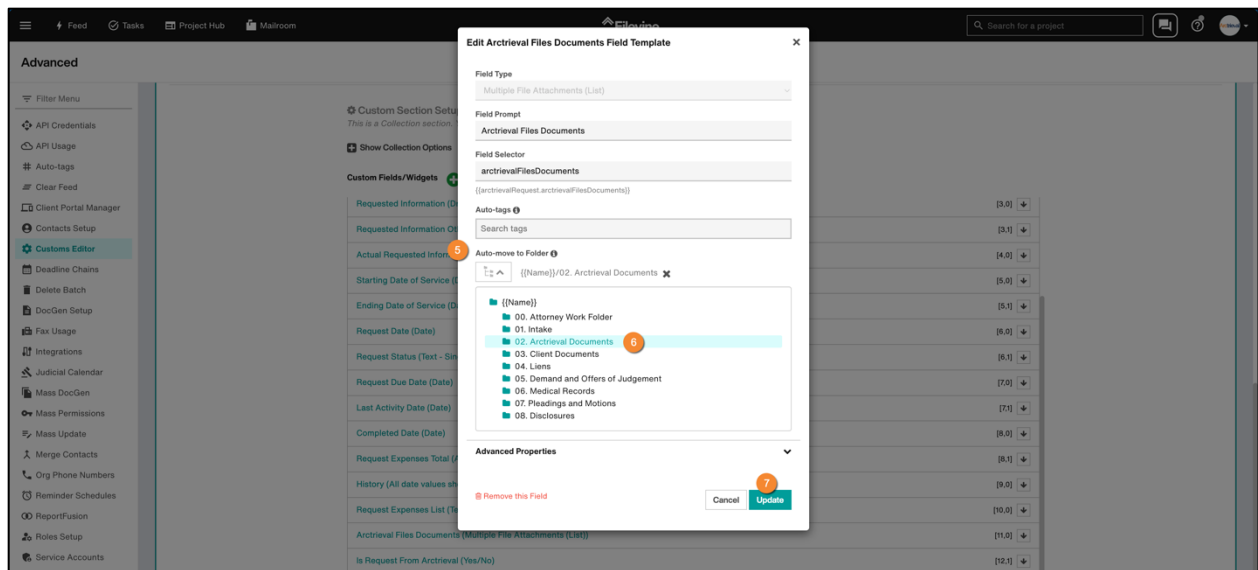 Feed
Tasks
Project Hub
Mailroom
Filevine
Search for a project
Advanced
Filter Menu
API Credentials
API Usage
Auto-tags
Clear Feed
Client Portal Manager
Contacts Setup
Customs Editor
Deadline Chains
Delete Batch
DocGen Setup
Fax Usage
Integrations
Judicial Calendar
Mass DocGen
Mass Permissions
Mass Update
Merge Contacts
Org Phone Numbers
Reminder Schedules
ReportFusion
Roles Setup
Service Accounts
Custom Section Setu
This is a Collection section.
Show Collection Options
Custom Fields/Widgets
Requested Information (D
[3,0]
Requested Information Ot
[3,1]
Actual Requested Inform
[4,0]
Starting Date of Service (D
[5,0]
Ending Date of Service (D
[5,1]
Request Date (Date)
[6,0]
Request Status (Text - Sin
[6,1]
Request Due Date (Date)
[7,0]
Last Activity Date (Date)
[7,1]
Completed Date (Date)
[8,0]
Request Expenses Total (
[8,1]
History (All date values sh
[9,0]
Request Expenses List (Te
[10,0]
Arctrieval Files Documents (Multiple File Attachments (List))
[11,0]
Is Request From Arctrieval (Yes/No)
[12,1]
Edit Arctrieval Files Documents Field Template
Field Type
Multiple File Attachments (List)
Field Prompt
Arctrieval Files Documents
Field Selector
arctrievalFilesDocuments
{{arctrievalRequest.arctrievalFilesDocuments}}
Auto-tags
Search tags
5
Auto-move to Folder
{{Name}}/02. Arctrieval Documents
{{Name}}
00. Attorney Work Folder
01. Intake
02. Arctrieval Documents
6
03. Client Documents
04. Liens
05. Demand and Offers of Judgement
06. Medical Records
07. Pleadings and Motions
08. Disclosures
Advanced Properties
7
Remove this Field
Cancel
Update